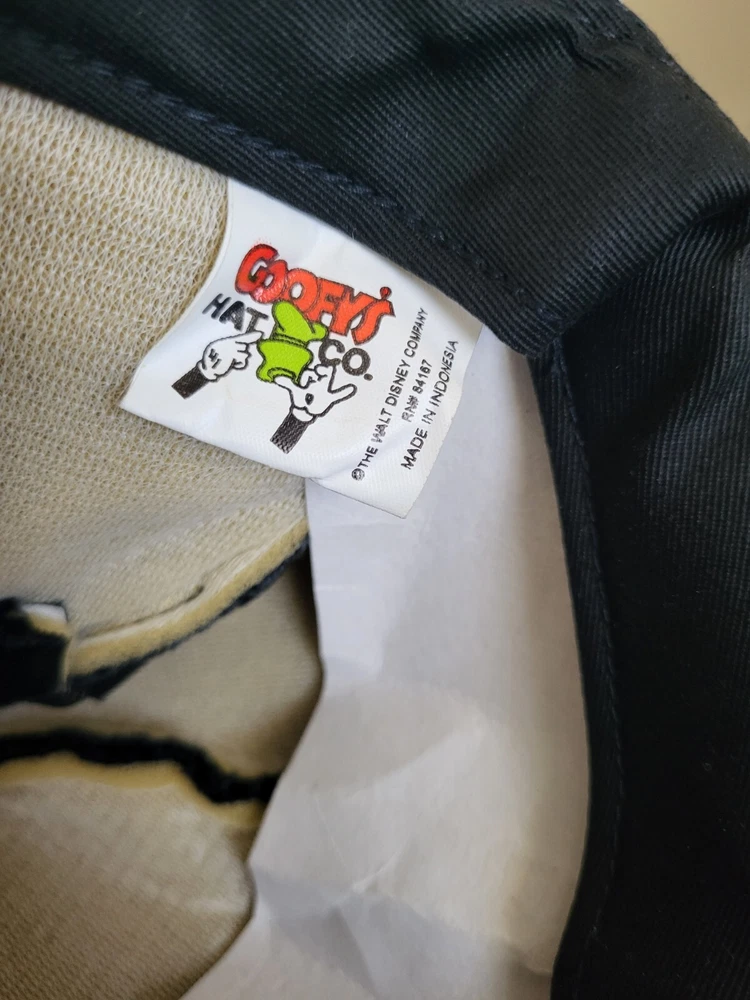 GOOFY'S
HAT CO.
©THE WALT DISNEY COMPANY
RN# 84167
MADE IN INDONESIA